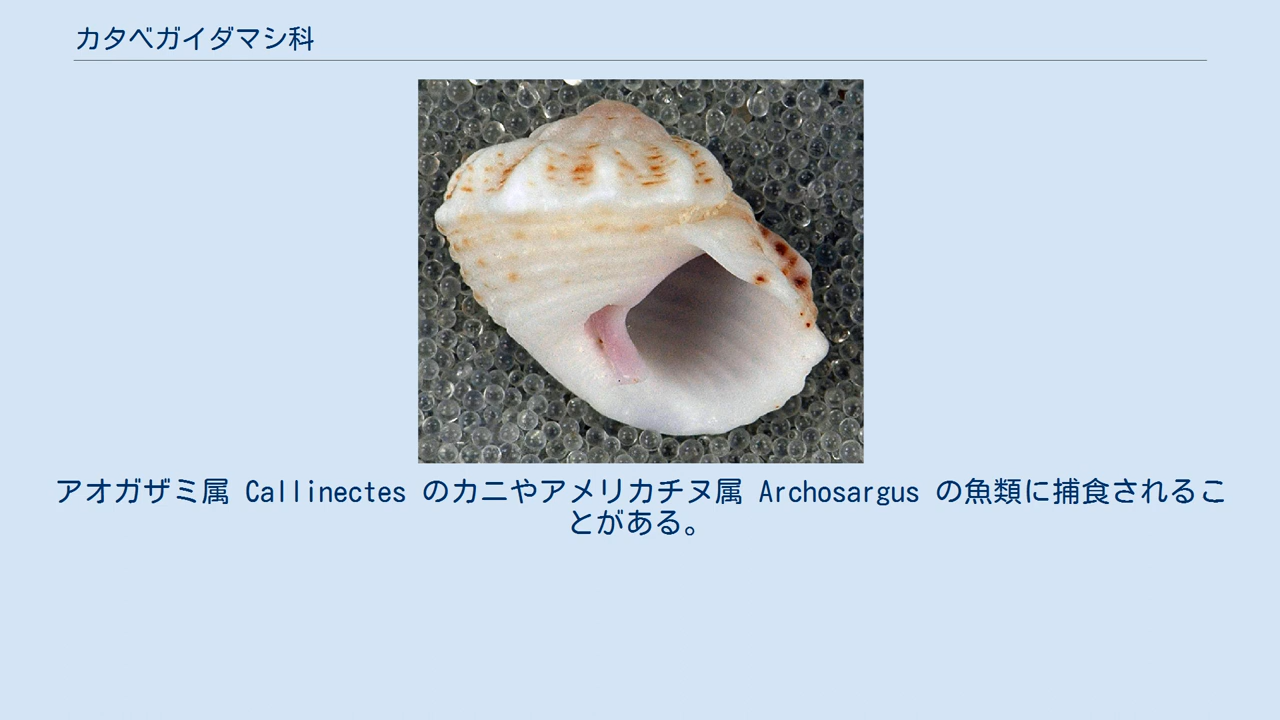 カタベガイダマシ科
アオガザミ属 Callinectes のカニやアメリカチヌ属 Archosargus の魚類に捕食されるこ
とがある。